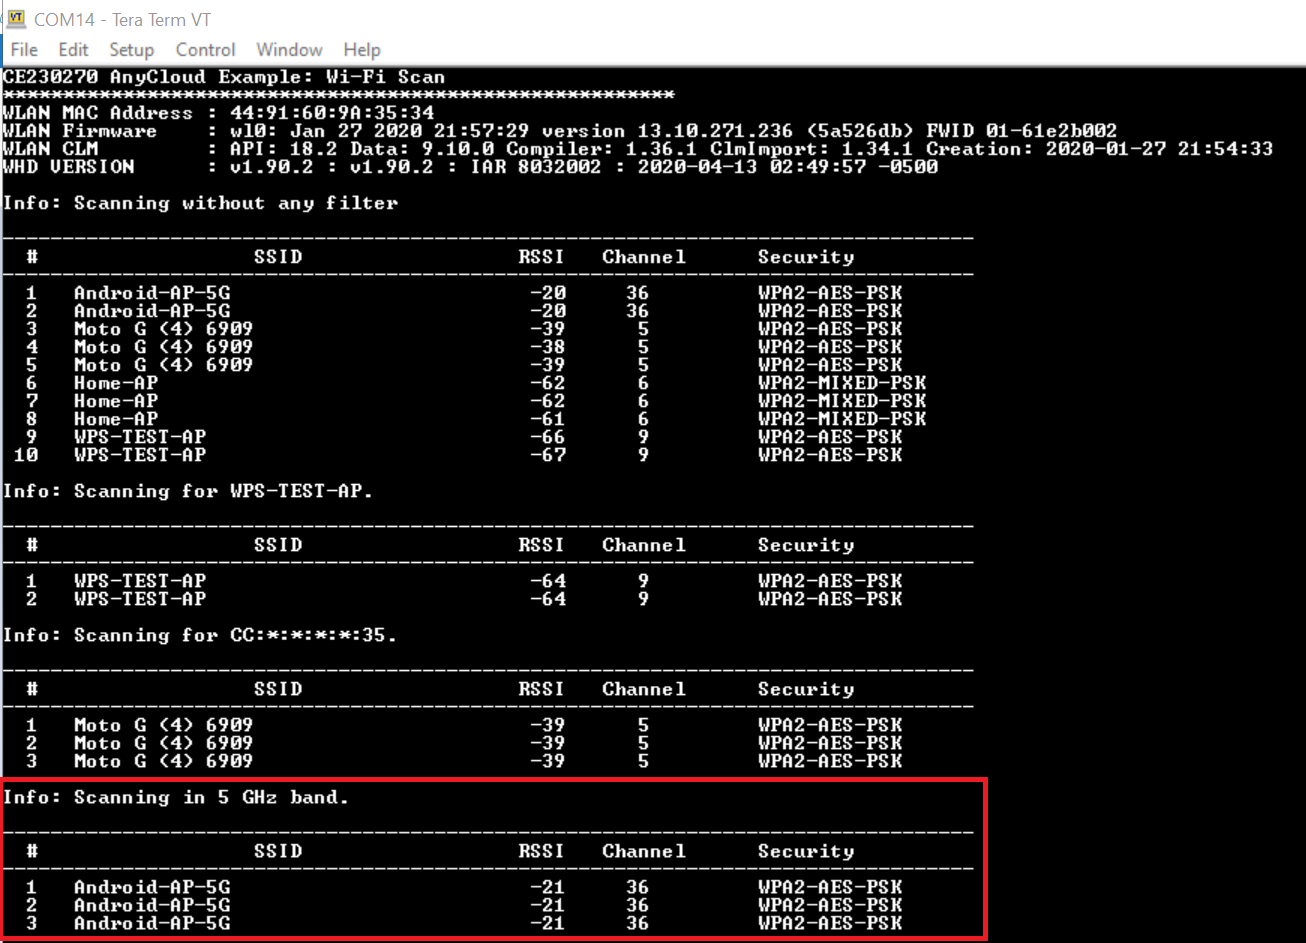 COM14 - Tera Term VT
File Edit Setup Control Window Help
CE230270 AnyCloud Example: Wi-Fi Scan
********************************************************
WLAN MAC Address : 44:91:60:9A:35:34
WLAN Firmware : wl0: Jan 27 2020 21:57:29 version 13.10.271.236 (5a526db) FWID 01-61e2b002
WLAN CLM : API: 18.2 Data: 9.10.0 Compiler: 1.36.1 ClmImport: 1.34.1 Creation: 2020-01-27 21:54:33
WHD VERSION : v1.90.2 : v1.90.2 : IAR 8032002 : 2020-04-13 02:49:57 -0500
Info: Scanning without any filter
# SSID RSSI Channel Security
1 Android-AP-5G -20 36 WPA2-AES-PSK
2 Android-AP-5G -20 36 WPA2-AES-PSK
3 Moto G (4) 6909 -39 5 WPA2-AES-PSK
4 Moto G (4) 6909 -38 5 WPA2-AES-PSK
5 Moto G (4) 6909 -39 5 WPA2-AES-PSK
6 Home-AP -62 6 WPA2-MIXED-PSK
7 Home-AP -62 6 WPA2-MIXED-PSK
8 Home-AP -61 6 WPA2-MIXED-PSK
9 WPS-TEST-AP -66 9 WPA2-AES-PSK
10 WPS-TEST-AP -67 9 WPA2-AES-PSK
Info: Scanning for WPS-TEST-AP.
# SSID RSSI Channel Security
1 WPS-TEST-AP -64 9 WPA2-AES-PSK
2 WPS-TEST-AP -64 9 WPA2-AES-PSK
Info: Scanning for CC:*:*:*:*:35.
# SSID RSSI Channel Security
1 Moto G (4) 6909 -39 5 WPA2-AES-PSK
2 Moto G (4) 6909 -39 5 WPA2-AES-PSK
3 Moto G (4) 6909 -39 5 WPA2-AES-PSK
Info: Scanning in 5 GHz band.
# SSID RSSI Channel Security
1 Android-AP-5G -21 36 WPA2-AES-PSK
2 Android-AP-5G -21 36 WPA2-AES-PSK
3 Android-AP-5G -21 36 WPA2-AES-PSK